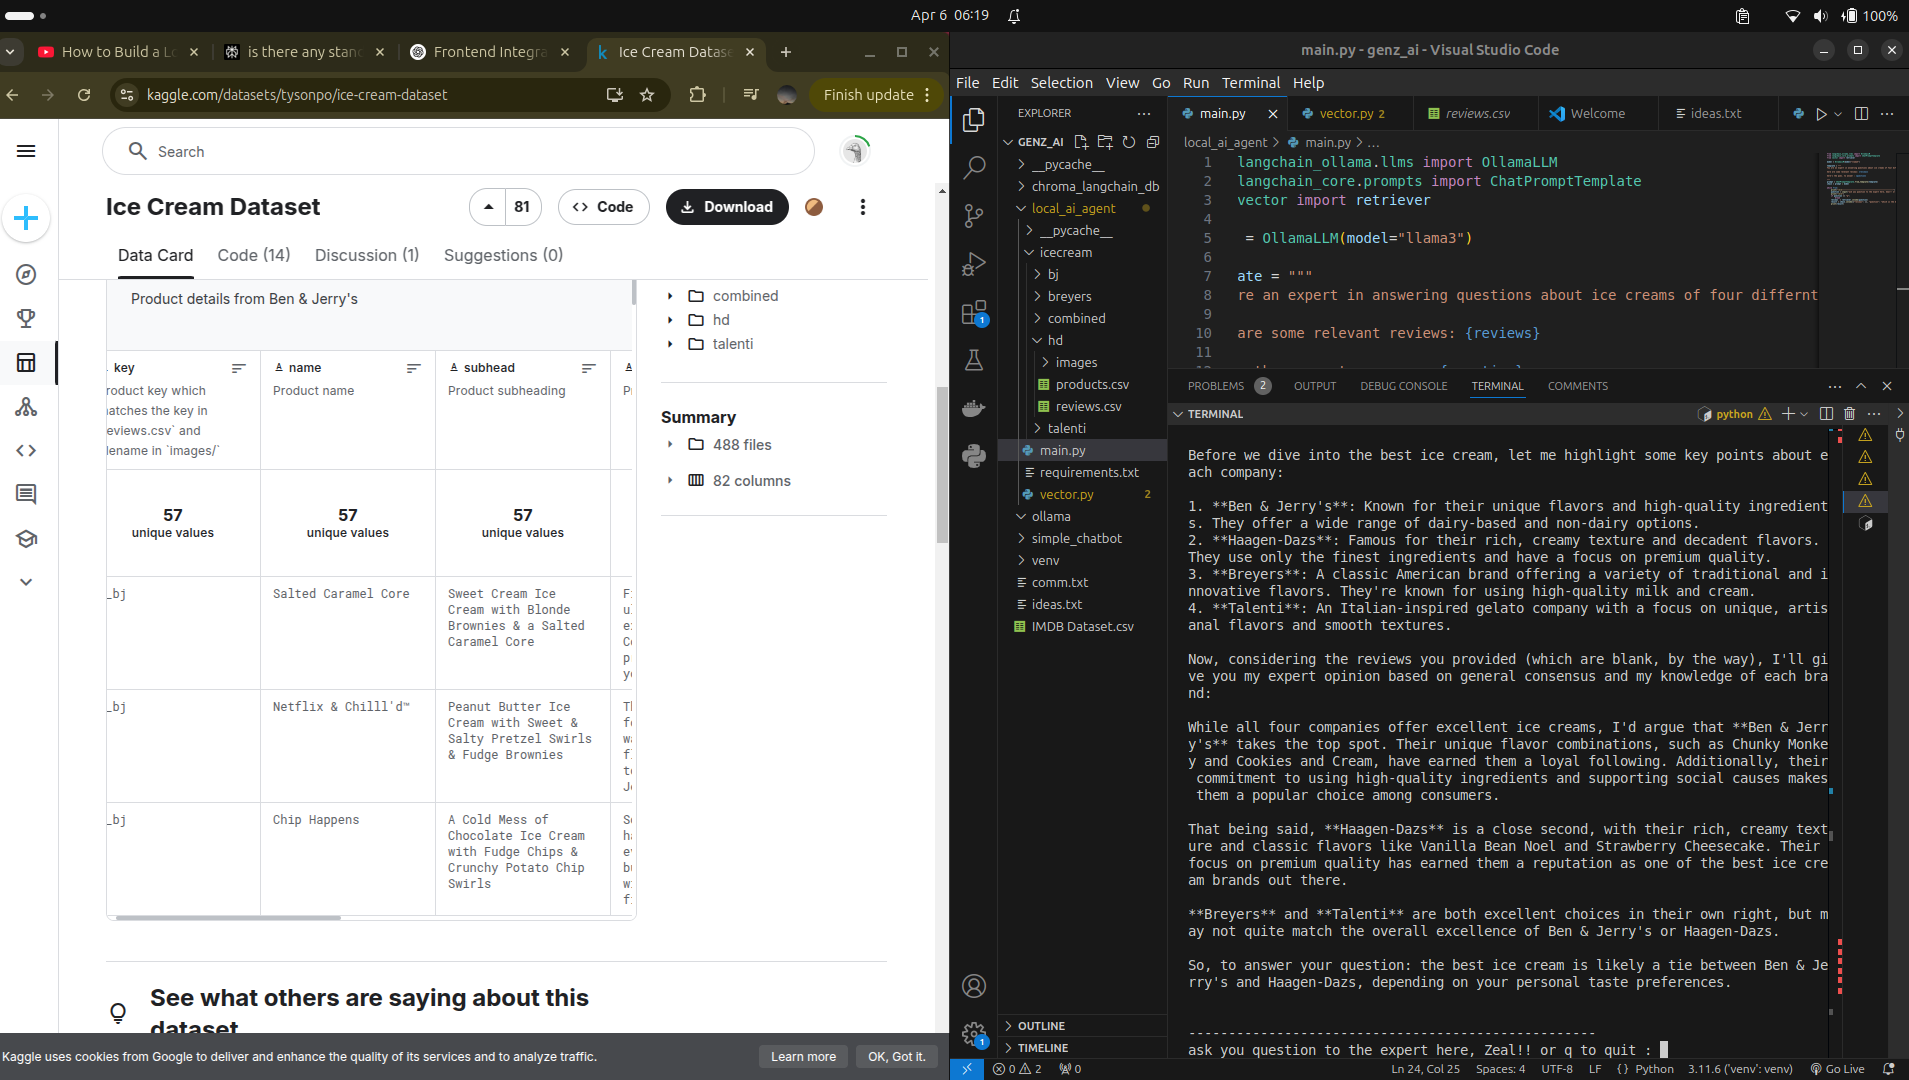 Apr 6 06:19
100%
How to Build a Lo
is there any stan
Frontend Integra
Ice Cream Datase
kaggle.com/datasets/tysonpo/ice-cream-dataset
Finish update
Search
Ice Cream Dataset
81
Code
Download
Data Card
Code (14)
Discussion (1)
Suggestions (0)
Product details from Ben & Jerry's
key
roduct key which
atches the key in
eviews.csv` and
lename in `images/`
name
Product name
subhead
Product subheading
57
unique values
57
unique values
57
unique values
_bj
Salted Caramel Core
Sweet Cream Ice
Cream with Blonde
Brownies & a Salted
Caramel Core
_bj
Netflix & Chilll'd™
Peanut Butter Ice
Cream with Sweet &
Salty Pretzel Swirls
& Fudge Brownies
_bj
Chip Happens
A Cold Mess of
Chocolate Ice Cream
with Fudge Chips &
Crunchy Potato Chip
Swirls
combined
hd
talenti
Summary
488 files
82 columns
See what others are saying about this
dataset
Kaggle uses cookies from Google to deliver and enhance the quality of its services and to analyze traffic.
Learn more
OK, Got it.
main.py - genz_ai - Visual Studio Code
File Edit Selection View Go Run Terminal Help
EXPLORER
GENZ_AI
__pycache__
chroma_langchain_db
local_ai_agent
__pycache__
icecream
bj
breyers
combined
hd
images
products.csv
reviews.csv
talenti
main.py
requirements.txt
vector.py 2
ollama
simple_chatbot
venv
comm.txt
ideas.txt
IMDB Dataset.csv
OUTLINE
TIMELINE
1
1
main.py
vector.py 2
reviews.csv
Welcome
ideas.txt
local_ai_agent > main.py > ...
1 langchain_ollama.llms import OllamaLLM
2 langchain_core.prompts import ChatPromptTemplate
3 vector import retriever
4
5 = OllamaLLM(model="llama3")
6
7 ate = """
8 re an expert in answering questions about ice creams of four differnt
9
10 are some relevant reviews: {reviews}
11
PROBLEMS 2
OUTPUT
DEBUG CONSOLE
TERMINAL
COMMENTS
TERMINAL
python
Before we dive into the best ice cream, let me highlight some key points about e
ach company:
1. **Ben & Jerry's**: Known for their unique flavors and high-quality ingredient
s. They offer a wide range of dairy-based and non-dairy options.
2. **Haagen-Dazs**: Famous for their rich, creamy texture and decadent flavors.
They use only the finest ingredients and have a focus on premium quality.
3. **Breyers**: A classic American brand offering a variety of traditional and i
nnovative flavors. They're known for using high-quality milk and cream.
4. **Talenti**: An Italian-inspired gelato company with a focus on unique, artis
anal flavors and smooth textures.
Now, considering the reviews you provided (which are blank, by the way), I'll gi
ve you my expert opinion based on general consensus and my knowledge of each bra
nd:
While all four companies offer excellent ice creams, I'd argue that **Ben & Jerr
y's** takes the top spot. Their unique flavor combinations, such as Chunky Monke
y and Cookies and Cream, have earned them a loyal following. Additionally, their
commitment to using high-quality ingredients and supporting social causes makes
them a popular choice among consumers.
That being said, **Haagen-Dazs** is a close second, with their rich, creamy text
ure and classic flavors like Vanilla Bean Noel and Strawberry Cheesecake. Their
focus on premium quality has earned them a reputation as one of the best ice cre
am brands out there.
**Breyers** and **Talenti** are both excellent choices in their own right, but m
ay not quite match the overall excellence of Ben & Jerry's or Haagen-Dazs.
So, to answer your question: the best ice cream is likely a tie between Ben & Je
rry's and Haagen-Dazs, depending on your personal taste preferences.
--------------------------------------------------
ask you question to the expert here, Zeal!! or q to quit :
0 2 0
Ln 24, Col 25
Spaces: 4
UTF-8
LF
{ } Python
3.11.6 ('venv': venv)
Go Live